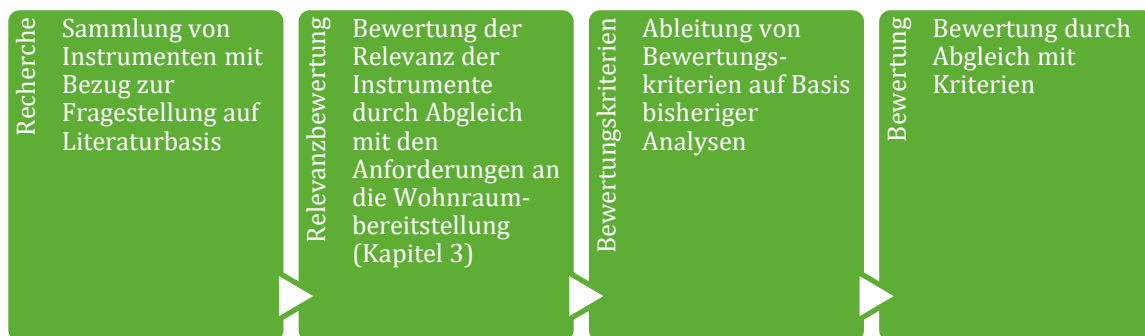 Recherche
Sammlung von
Instrumenten mit
Bezug zur
Fragestellung auf
Literaturbasis
Relevanzbewertung
Bewertung der
Relevanz der
Instrumente
durch Abgleich
mit den
Anforderungen an
die Wohnraum-
bereitstellung
(Kapitel 3)
Bewertungskriterien
Ableitung von
Bewertungs-
kriterien auf Basis
bisheriger
Analysen
Bewertung
Bewertung durch
Abgleich mit
Kriterien